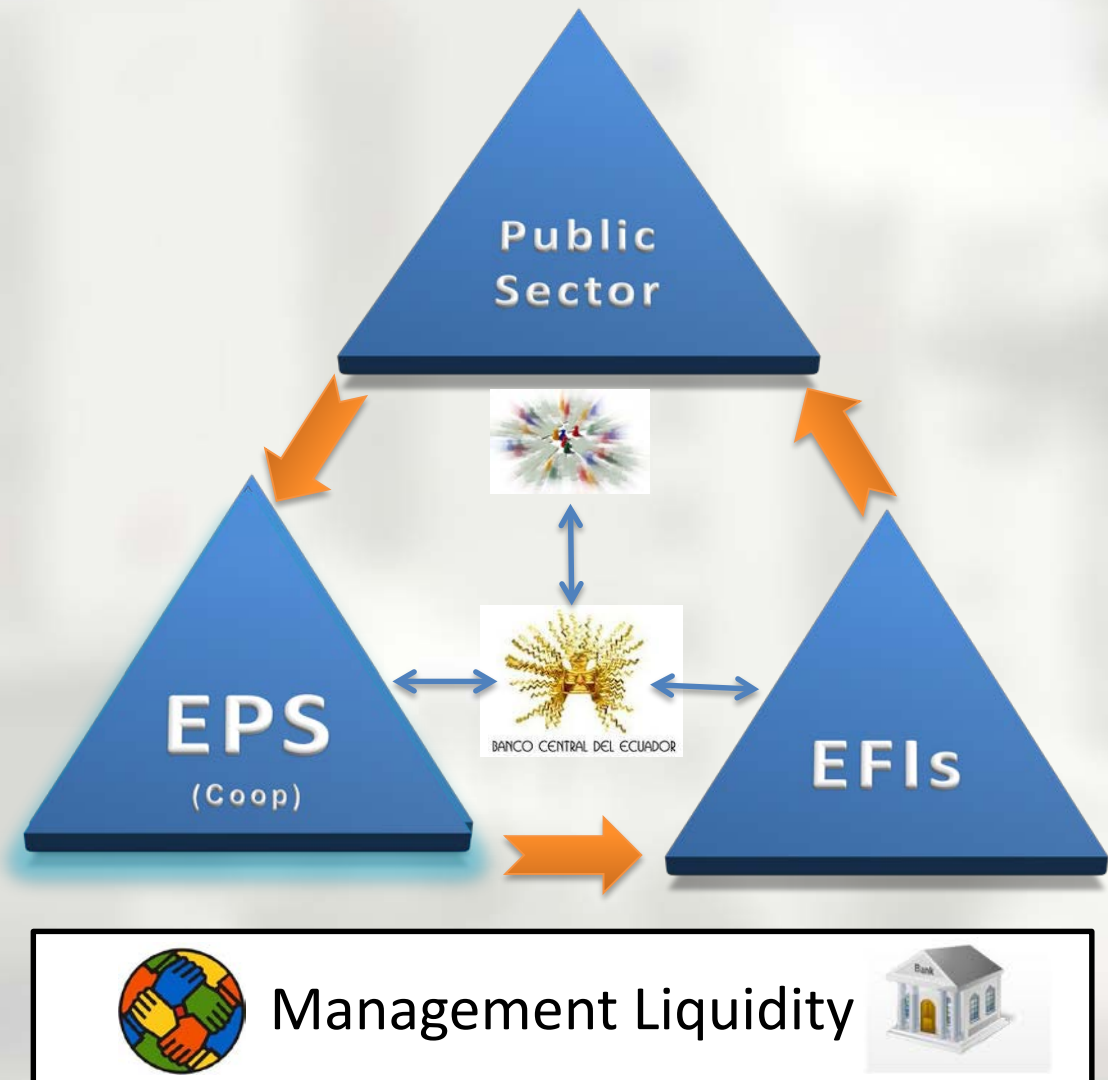 Public
Sector
BANCO CENTRAL DEL ECUADOR
EPS
(Coop)
EFIs
Management Liquidity
Bank